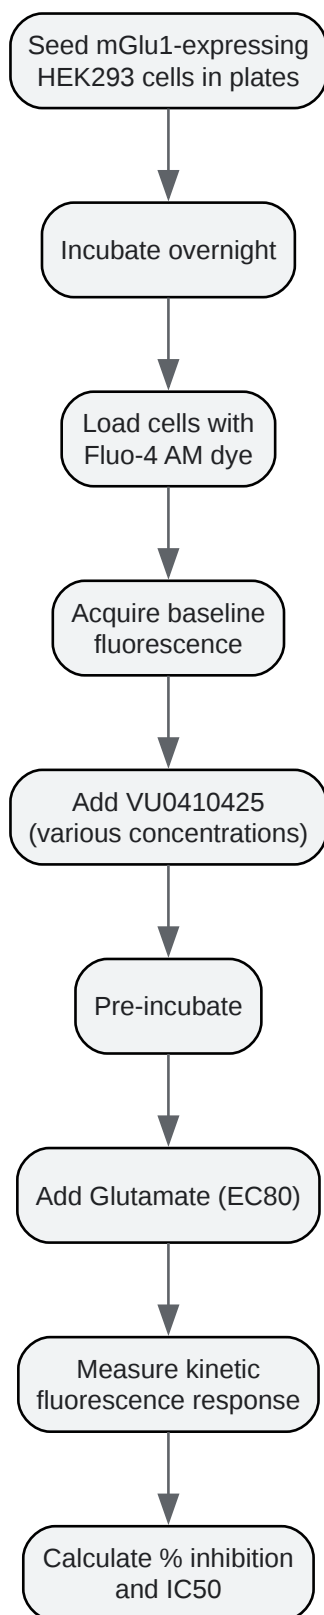 Seed mGlu1-expressing
HEK293 cells in plates
Incubate overnight
Load cells with
Fluo-4 AM dye
Acquire baseline
fluorescence
Add VU0410425
(various concentrations)
Pre-incubate
Add Glutamate (EC80)
Measure kinetic
fluorescence response
Calculate % inhibition
and IC50